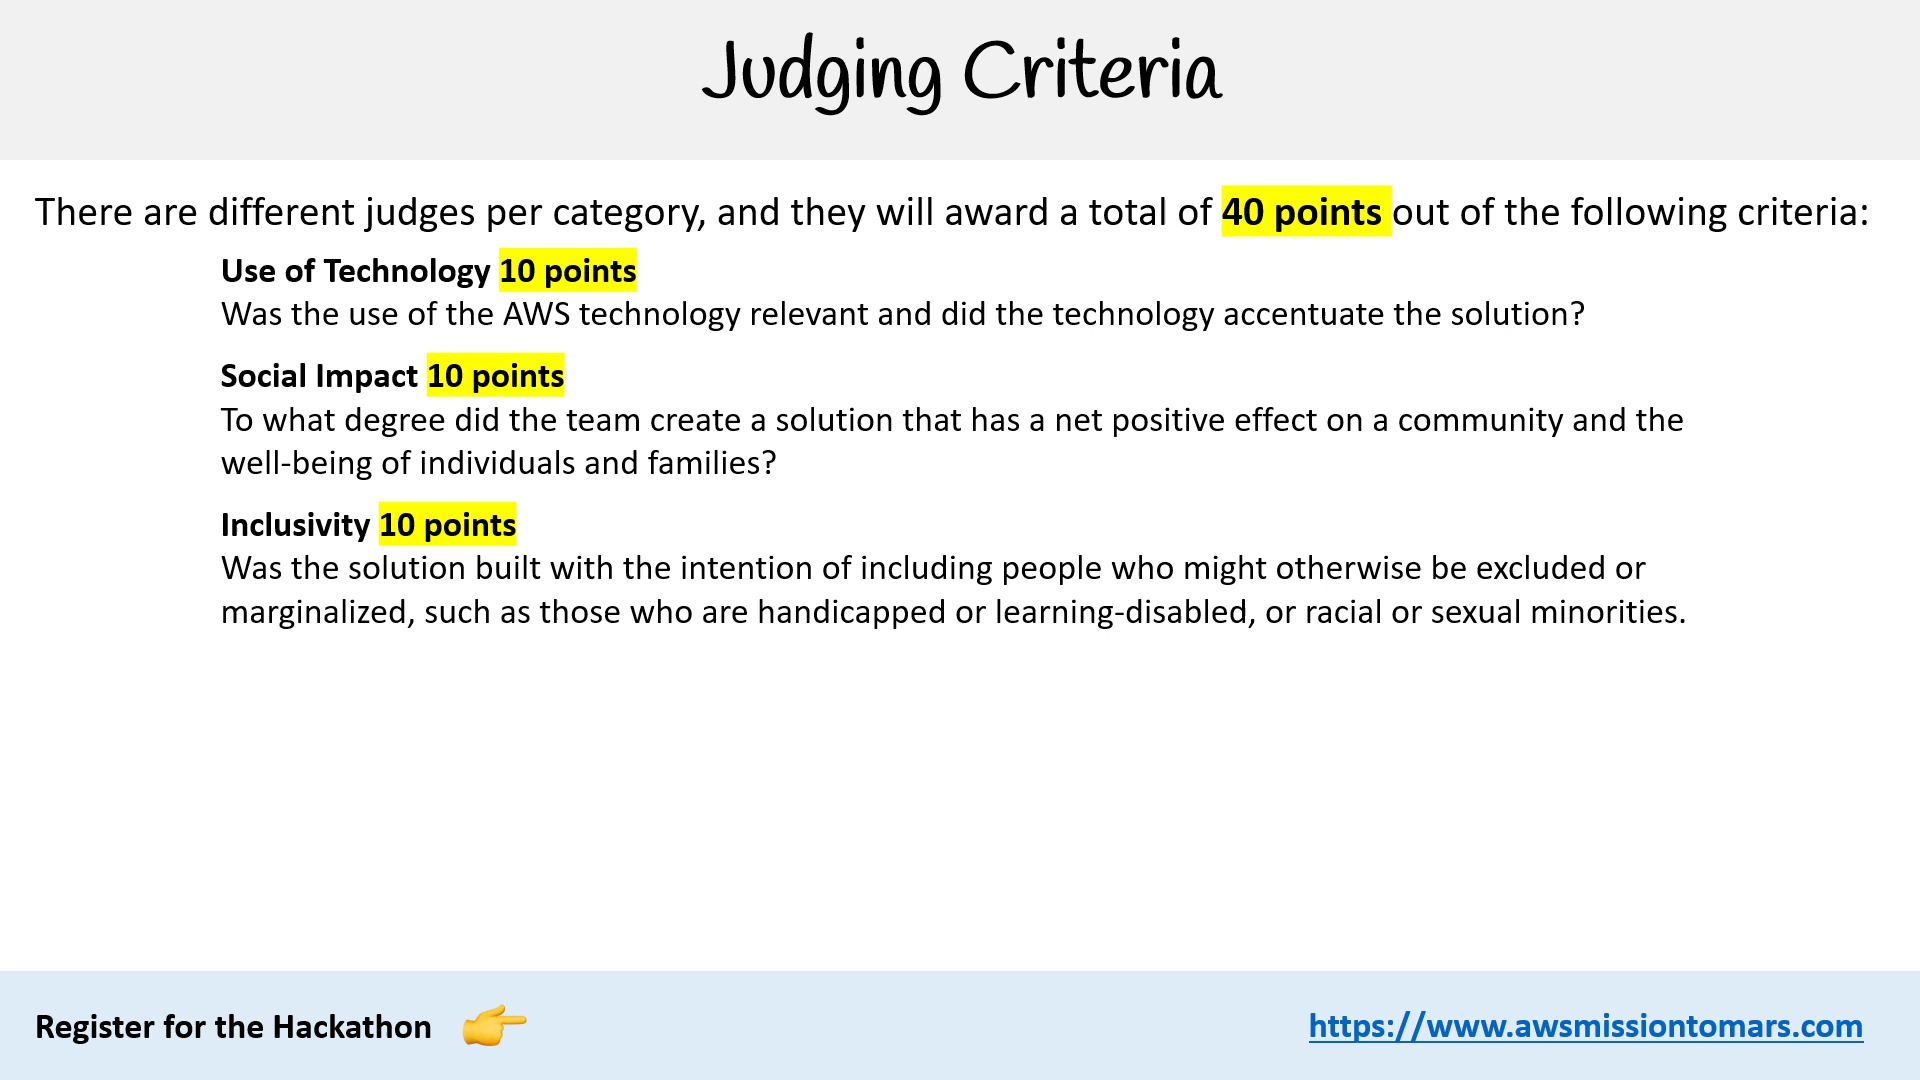 Judging Criteria
There are different judges per category, and they will award a total of 40 points out of the following criteria:
Use of Technology 10 points
Was the use of the AWS technology relevant and did the technology accentuate the solution?
Social Impact 10 points
To what degree did the team create a solution that has a net positive effect on a community and the
well-being of individuals and families?
Inclusivity 10 points
Was the solution built with the intention of including people who might otherwise be excluded or
marginalized, such as those who are handicapped or learning-disabled, or racial or sexual minorities.
Register for the Hackathon
https://www.awsmissiontomars.com